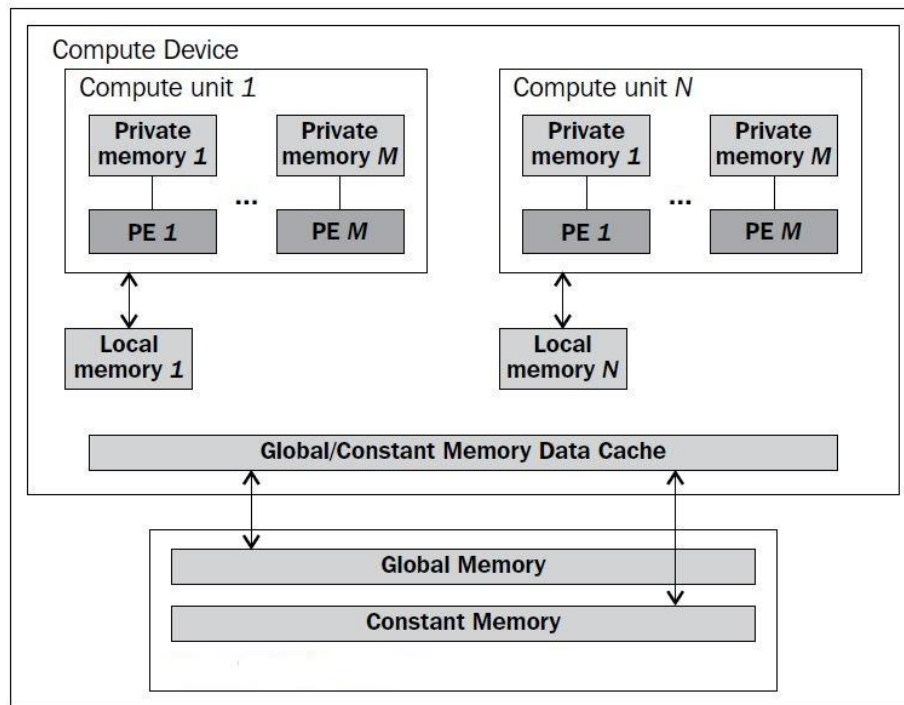 Compute Device
Compute unit 1
Compute unit N
Private
memory 1
Private
memory M
Private
memory 1
Private
memory M
...
...
PE 1
PE M
PE 1
PE M
Local
memory 1
Local
memory N
Global/Constant Memory Data Cache
Global Memory
Constant Memory